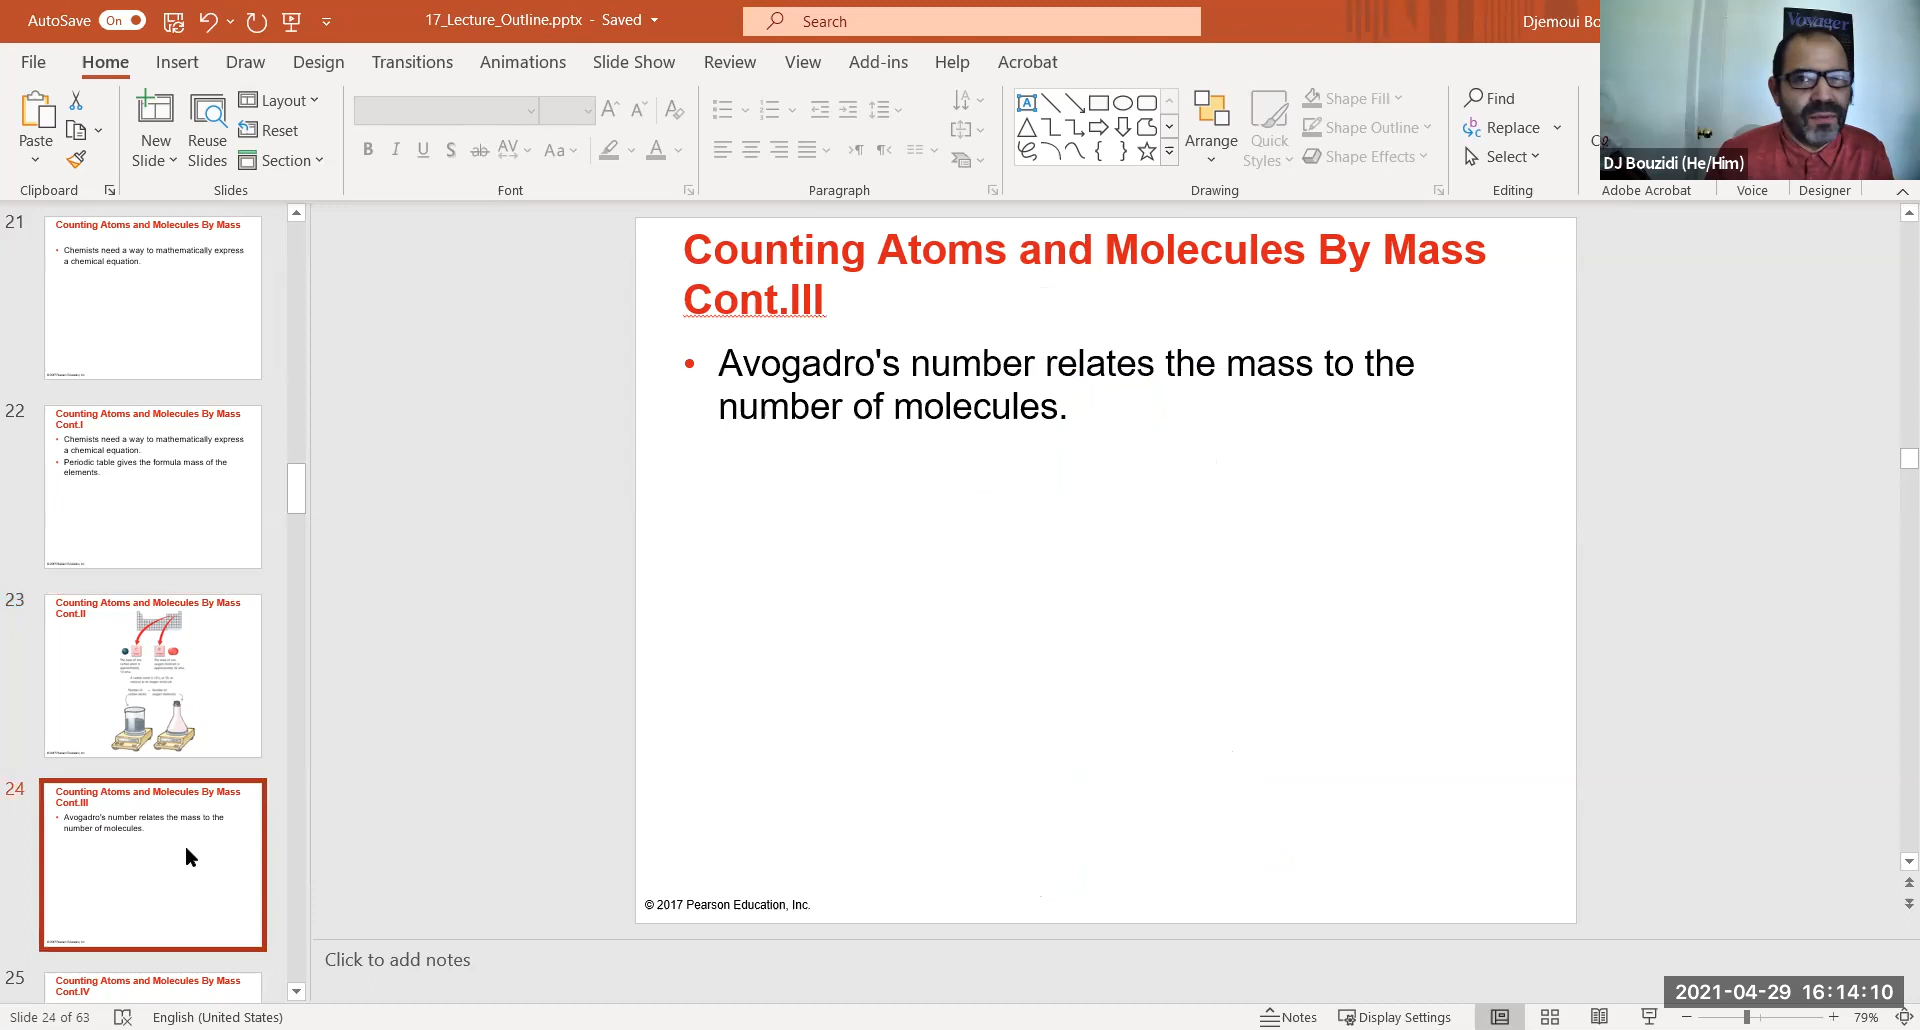 AutoSave On 17_Lecture_Outline.pptx - Saved Search Djemoui Bo
Voyager
File Home Insert Draw Design Transitions Animations Slide Show Review View Add-ins Help Acrobat
Paste
New Slide
Reuse Slides
Layout
Reset
Section
B I U S ab AV Aa A
Arrange
Quick Styles
Shape Fill
Shape Outline
Shape Effects
Find
Replace
Select
DJ Bouzidi (He/Him)
Clipboard Slides Font Paragraph Drawing Editing Adobe Acrobat Voice Designer
21
Counting Atoms and Molecules By Mass
• Chemists need a way to mathematically express
a chemical equation.
22
Counting Atoms and Molecules By Mass
Cont.I
• Chemists need a way to mathematically express
a chemical equation.
• Periodic table gives the formula mass of the
elements.
23
Counting Atoms and Molecules By Mass
Cont.II
24
Counting Atoms and Molecules By Mass
Cont.III
• Avogadro's number relates the mass to the
number of molecules.
25
Counting Atoms and Molecules By Mass
Cont.IV
Counting Atoms and Molecules By Mass
Cont.III
• Avogadro's number relates the mass to the
number of molecules.
© 2017 Pearson Education, Inc.
Click to add notes
2021-04-29 16:14:10
Slide 24 of 63 English (United States) Notes Display Settings 79%